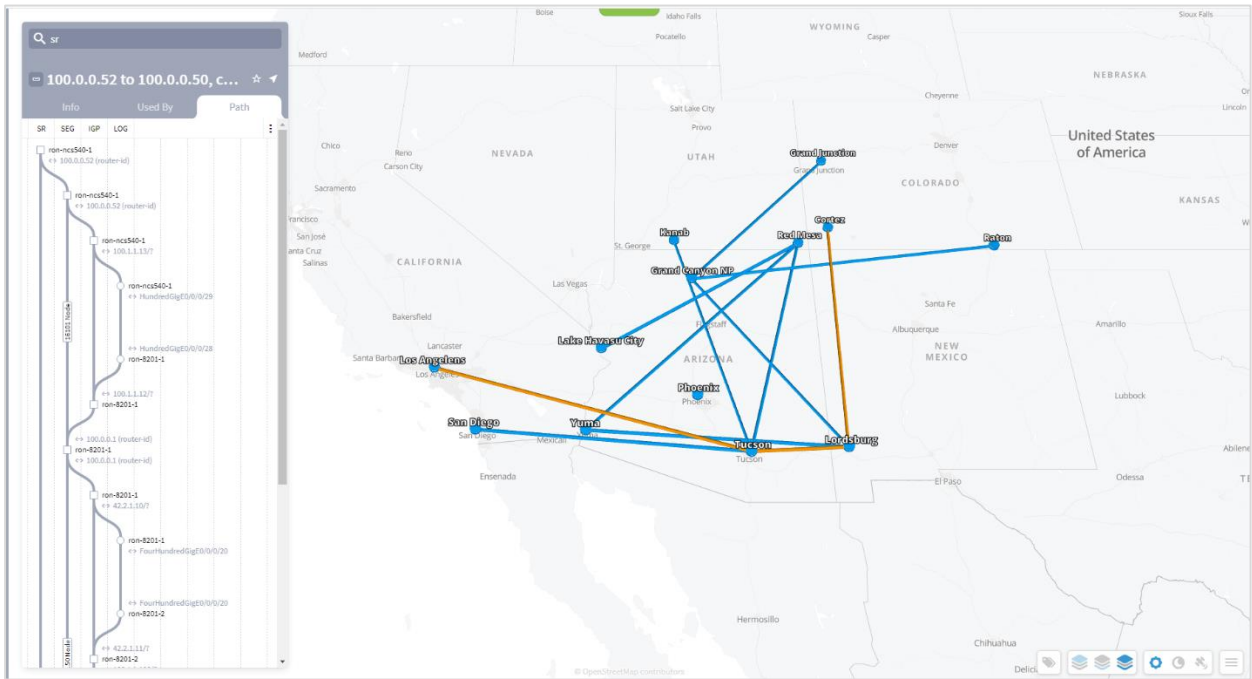 sr
100.0.0.52 to 100.0.0.50, c...
Info Used By Path
SR SEG IGP LOG
ron-ncs540-1
100.0.0.52 (router-id)
ron-ncs540-1
100.0.0.52 (router-id)
ron-ncs540-1
100.1.1.13/?
ron-ncs540-1
HundredGigE0/0/0/29
16101 Node
HundredGigE0/0/0/28
ron-8201-1
100.1.1.12/?
ron-8201-1
100.0.0.1 (router-id)
ron-8201-1
100.0.0.1 (router-id)
ron-8201-1
42.2.1.10/?
ron-8201-1
FourHundredGigE0/0/0/20
FourHundredGigE0/0/0/20
ron-8201-2
50 Node
42.2.1.11/?
ron-8201-2
Boise
Idaho Falls
Pocatello
WYOMING
Casper
Sioux Falls
Medford
NEBRASKA
Cheyenne
Lincoln
Salt Lake City
Provo
United States
of America
Chico
Reno
Carson City
NEVADA
UTAH
Grand Junction
Grand Junction
Denver
COLORADO
Sacramento
KANSAS
Francisco
San José
Santa Cruz
Salinas
CALIFORNIA
St. George
Kanab
Red Mesa
Cortez
Raton
Grand Canyon NP
Las Vegas
Santa Fe
Bakersfield
Flagstaff
Albuquerque
Amarillo
Lancaster
Santa Barbara
Los Angelens
Los Angeles
Lake Havasu City
ARIZONA
NEW
MEXICO
Phoenix
Phoenix
Lubbock
San Diego
San Diego
Mexicali
Yuma
Tucson
Tucson
Lordsburg
Abilene
Ensenada
El Paso
Odessa
Hermosillo
Chihuahua
© OpenStreetMap contributors